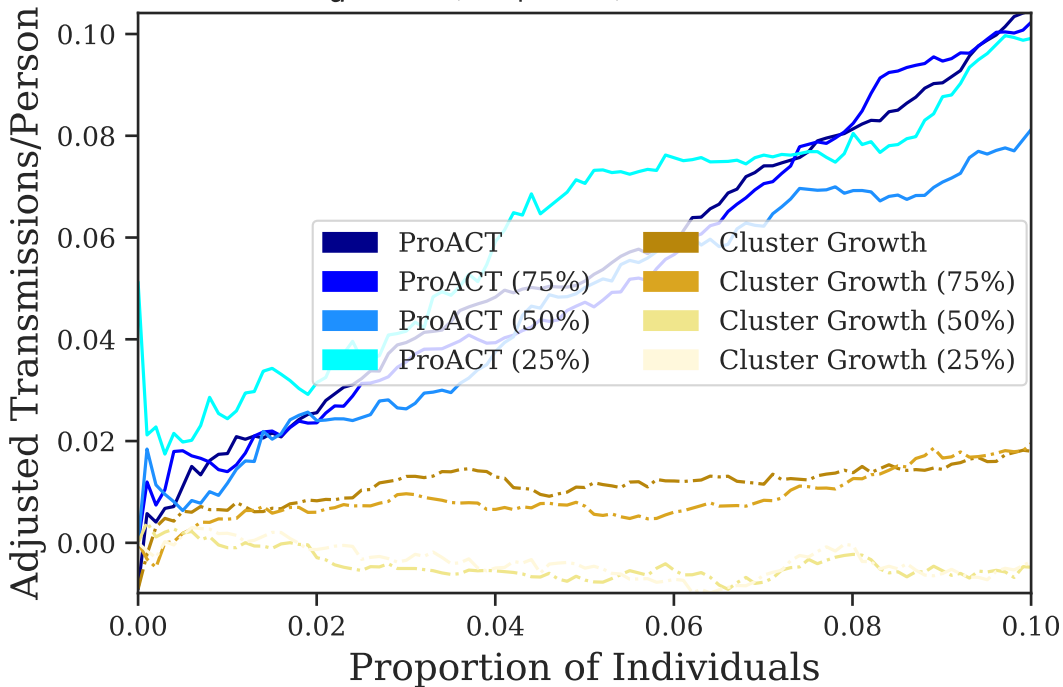 Adjusted Transmissions/Person
0.10
0.08
0.06
0.04
0.02
0.00
ProACT
ProACT (75%)
ProACT (50%)
ProACT (25%)
Cluster Growth
Cluster Growth (75%)
Cluster Growth (50%)
Cluster Growth (25%)
0.00 0.02 0.04 0.06 0.08 0.10
Proportion of Individuals